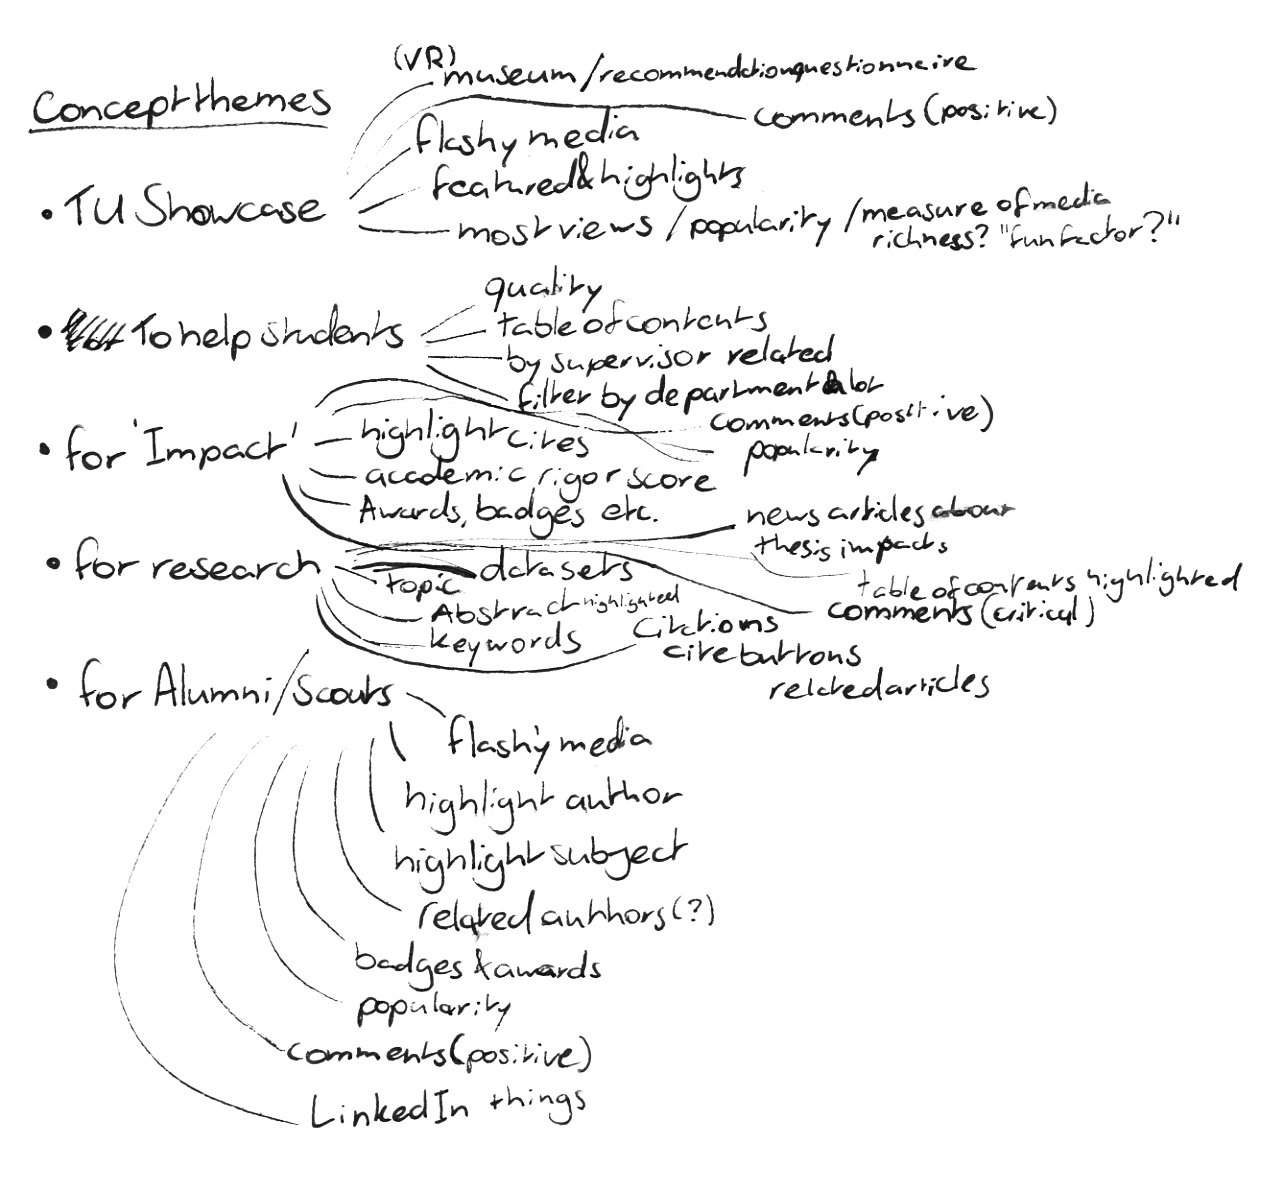 (VR)
museum/recommendation questionnaire
Concept themes
comments (positive)
flashy media
featured & highlights
• TU Showcase
most views / popularity / measure of media
richness? "fun factor?"
quality
• To help students
table of contents
by supervisor related
filter by department & lot
comments (positive)
• for 'Impact'
highlight cites
popularity
academic rigor score
Awards, badges etc.
news articles about
thesis impacts
• for research
datasets
topic
table of contents highlighted
Abstract highlighted
comments (critical)
keywords
Citations
cite buttons
related articles
• for Alumni/Scouts
flashy media
highlight author
highlight subject
related authors (?)
badges & awards
popularity
comments (positive)
LinkedIn things